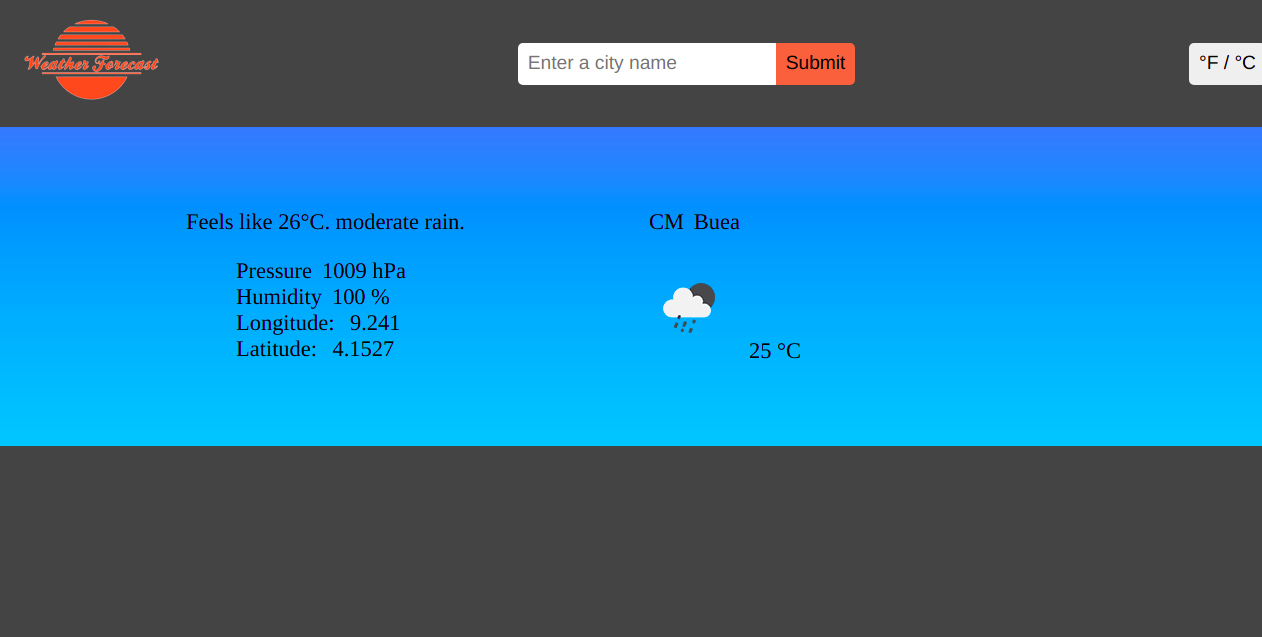 Weather Forecast
Enter a city name
Submit
°F / °C
Feels like 26°C. moderate rain.
CM Buea
Pressure 1009 hPa
Humidity 100 %
Longitude: 9.241
Latitude: 4.1527
25 °C